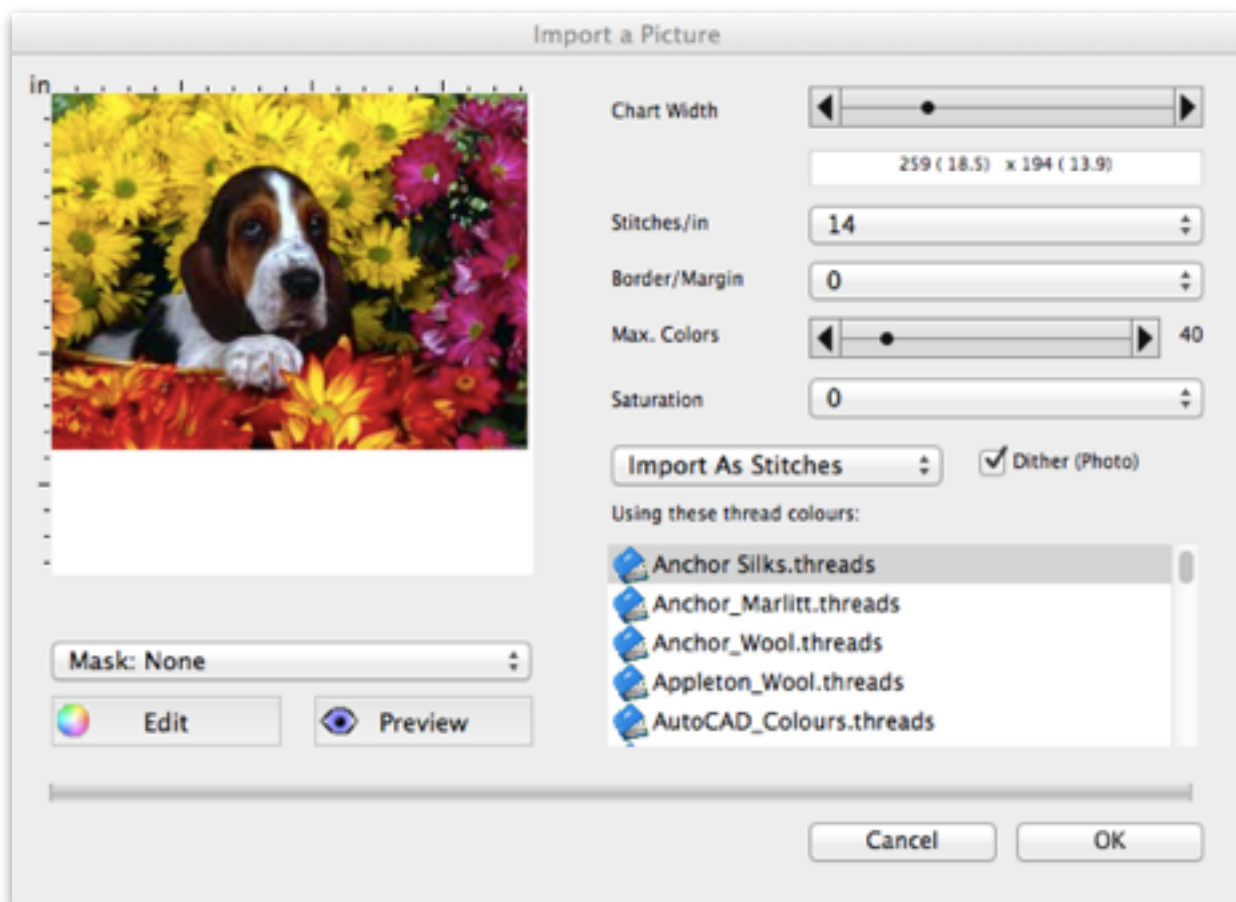 Import a Picture
in
Chart Width
259 ( 18.5)   x 194 ( 13.9)
Stitches/in
14
Border/Margin
0
Max. Colors
40
Saturation
0
Import As Stitches
Dither (Photo)
Using these thread colours:
Anchor Silks.threads
Anchor_Marlitt.threads
Anchor_Wool.threads
Appleton_Wool.threads
AutoCAD_Colours.threads
Mask: None
Edit
Preview
Cancel
OK